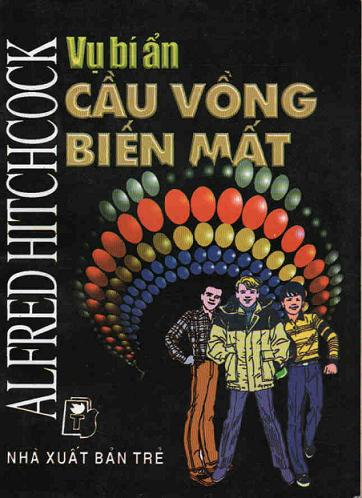 ALFRED HITCHCOCK
Vụ bí ẩn
CẦU VỒNG
BIẾN MẤT
T
NHÀ XUẤT BẢN TRẺ